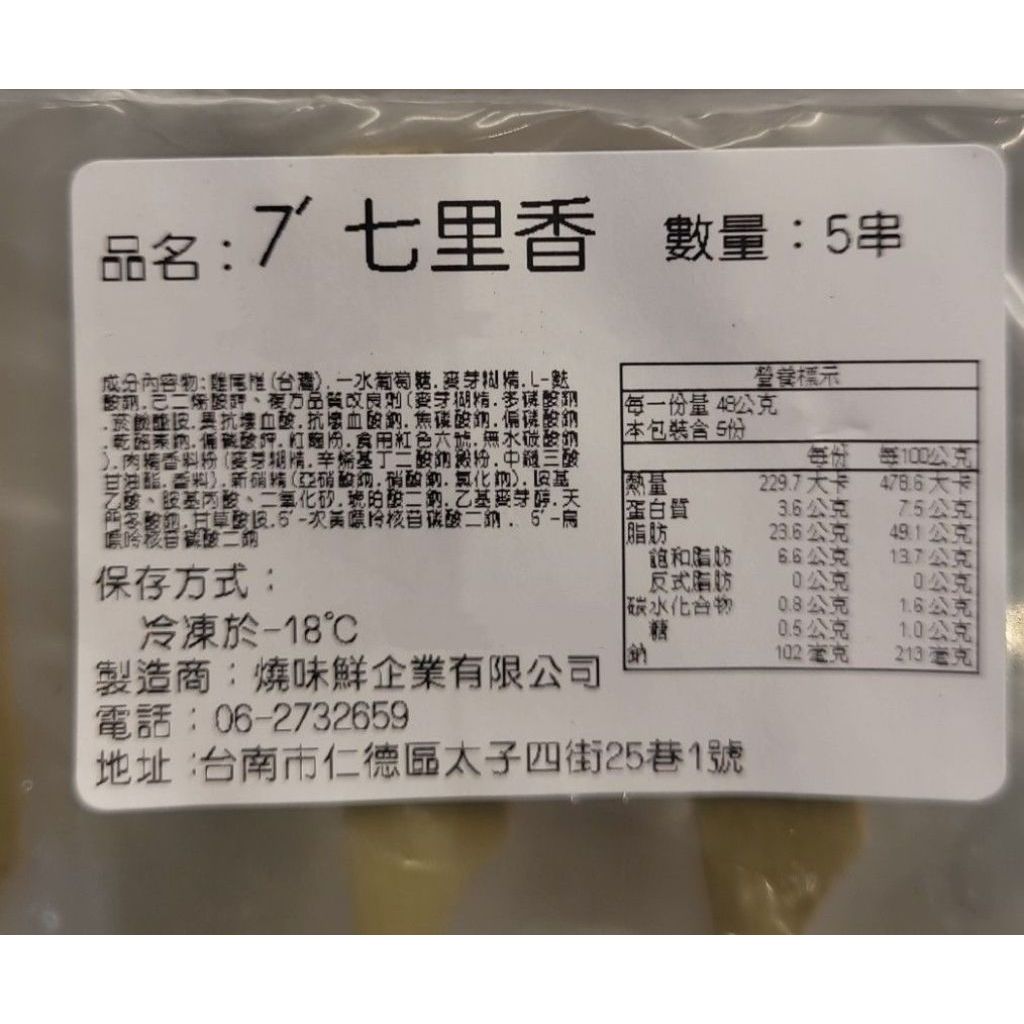 品名：7′ 七里香 數量：5串
成分內容物：雞尾椎(台灣).一水葡萄糖.麥芽糊精.L-麩
酸鈉.己二烯酸鉀、複方品質改良劑(麥芽糊精.多磷酸鈉
.菸鹼醯胺.異抗壞血酸.抗壞血酸鈉.焦磷酸鈉.偏磷酸鈉
.乾酪素鈉.偏磷酸鉀.紅麴粉.食用紅色六號.無水碳酸鈉
).肉精香料粉(麥芽糊精.辛烯基丁二酸鈉澱粉.中鏈三酸
甘油酯.香料).新硝精(亞硝酸鈉.硝酸鈉.氯化鈉).胺基
乙酸、胺基丙酸、二氧化矽.琥珀酸二鈉.乙基麥芽醇.天
門冬酸鈉.甘草酸胺.5′-次黃嘌呤核苷磷酸二鈉.5′-鳥
嘌呤核苷磷酸二鈉
保存方式：
冷凍於-18℃
製造商：燒味鮮企業有限公司
電話：06-2732659
地址：台南市仁德區太子四街25巷1號
營養標示
每一份量 48公克
本包裝含 5份
每份 每100公克
熱量 229.7 大卡 478.6 大卡
蛋白質 3.6 公克 7.5 公克
脂肪 23.6 公克 49.1 公克
飽和脂肪 6.6 公克 13.7 公克
反式脂肪 0 公克 0 公克
碳水化合物 0.8 公克 1.6 公克
糖 0.5 公克 1.0 公克
鈉 102 毫克 213 毫克